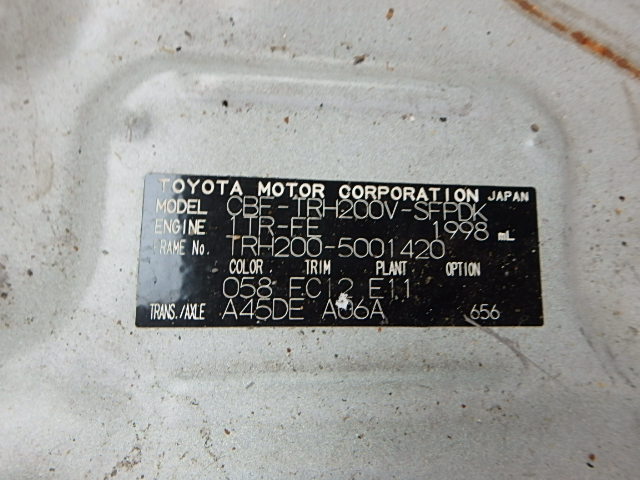 TOYOTA MOTOR CORPORATION JAPAN
MODEL CBF-TRH200V-SFPDK
ENGINE 1TR-FE 1998 mL
FRAME No. TRH200-5001420
COLOR TRIM PLANT OPTION
058 FC12 E11
TRANS./AXLE A45DE A06A 656